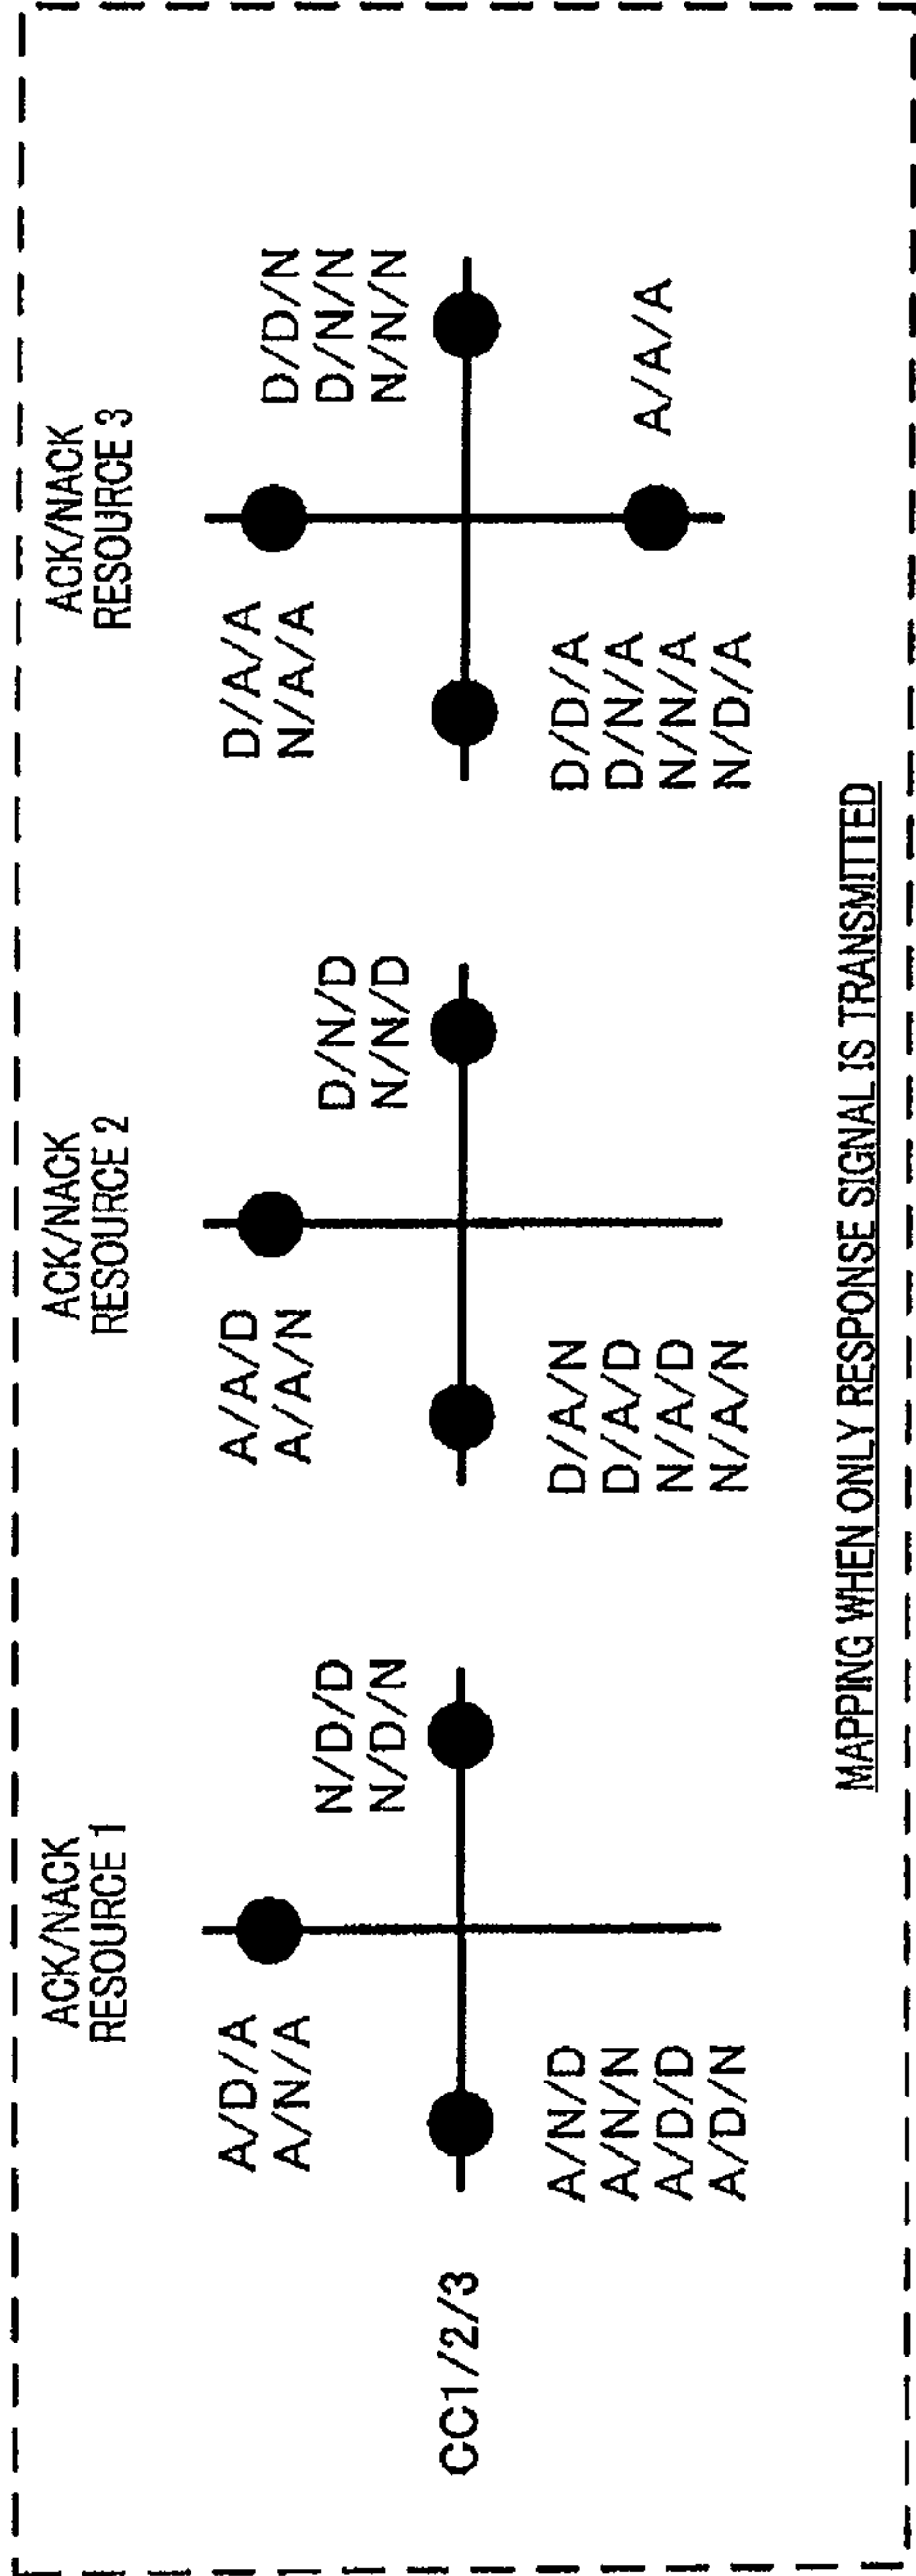 ACK/NACK
RESOURCE 1
A/D/A
A/N/A
N/D/D
N/D/N
CC1/2/3
A/N/D
A/N/N
A/D/D
A/D/N
ACK/NACK
RESOURCE 2
A/A/D
A/A/N
D/N/D
N/N/D
D/A/N
D/A/D
N/A/D
N/A/N
ACK/NACK
RESOURCE 3
D/A/A
N/A/A
D/D/N
D/N/N
N/N/N
D/D/A
D/N/A
N/N/A
N/D/A
A/A/A
MAPPING WHEN ONLY RESPONSE SIGNAL IS TRANSMITTED